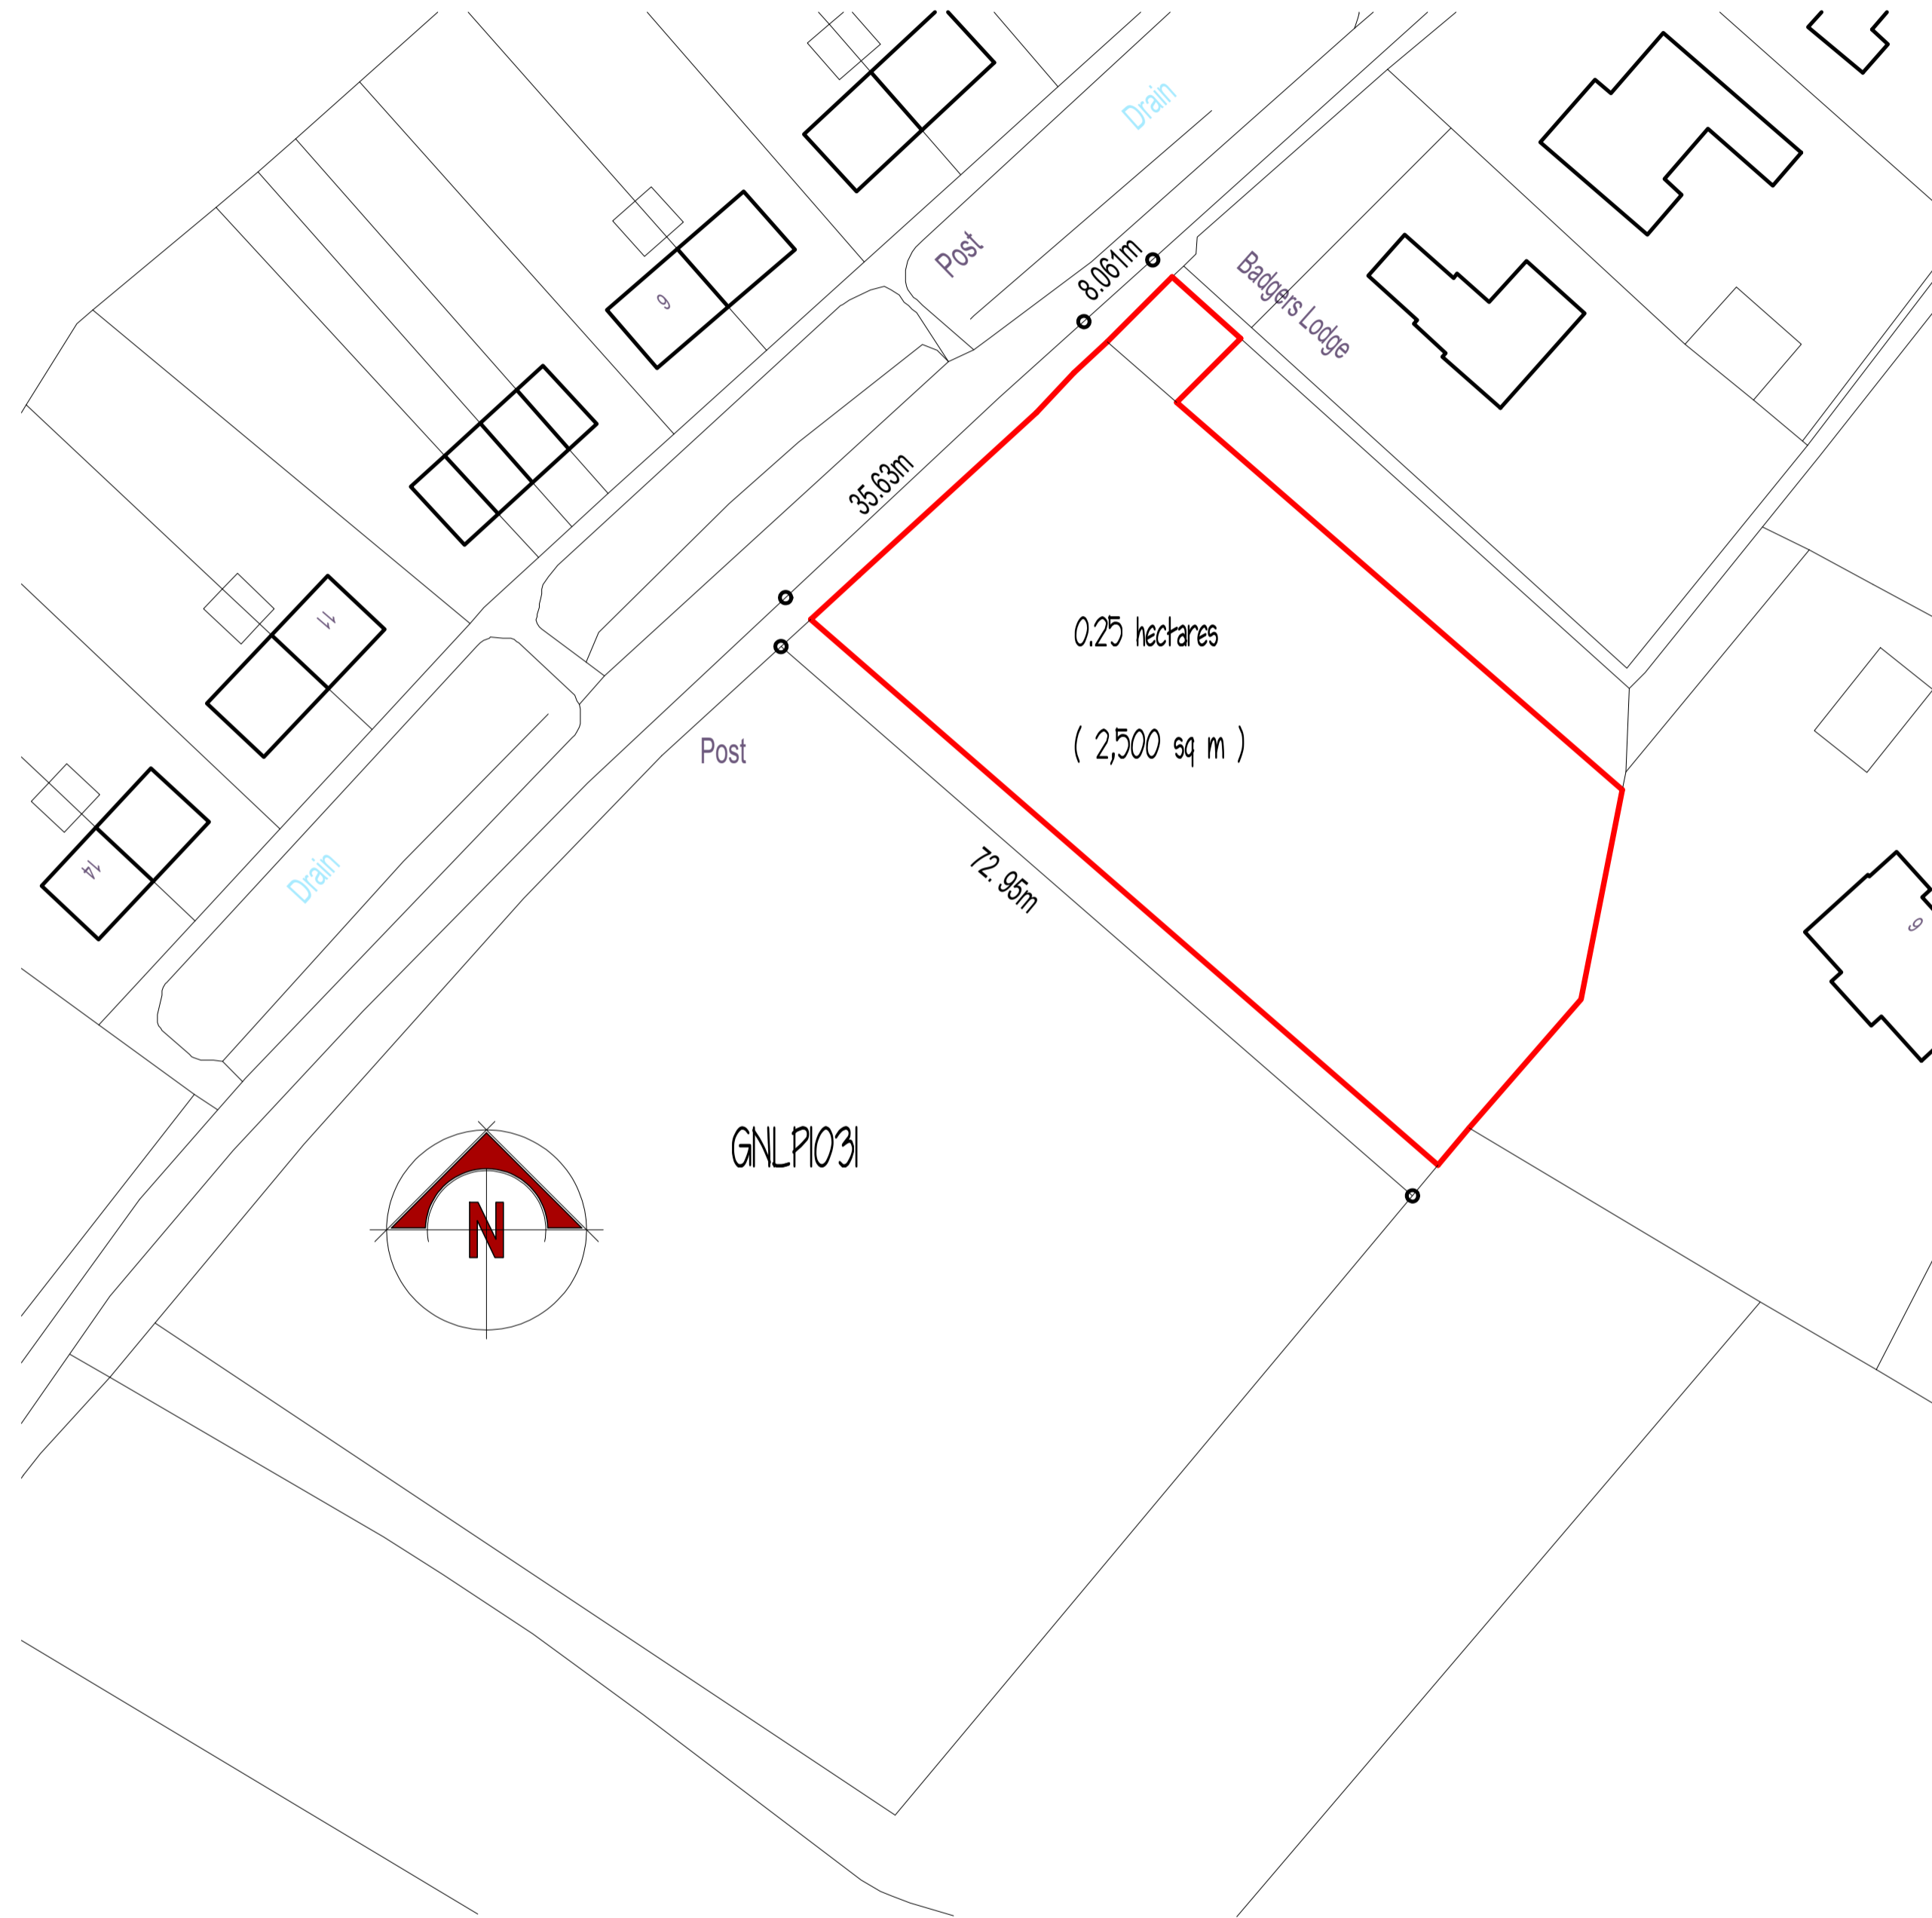 Drain
Post
8.061m
Badgers Lodge
9
35.63m
11
0.25 hectares
( 2,500 sq m )
Post
14
Drain
72.95m
9
GNLP1031
N